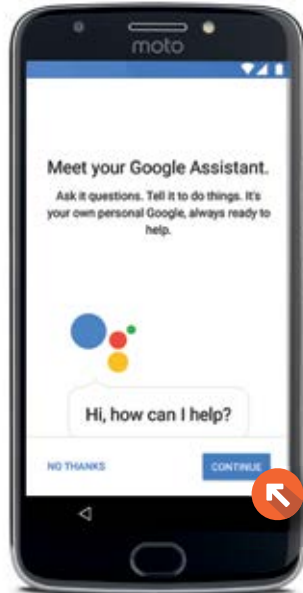 moto
Meet your Google Assistant.
Ask it questions. Tell it to do things. It's
your own personal Google, always ready to
help.
Hi, how can I help?
NO THANKS
CONTINUE